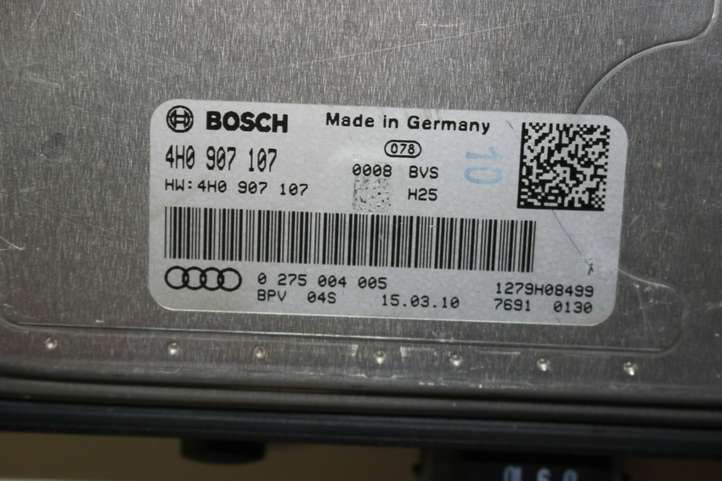 BOSCH Made in Germany
078
4H0 907 107 0008 BVS 10
HW:4H0 907 107 H25
0 275 004 005 1279H08499
BPV 04S 15.03.10 7691 0130